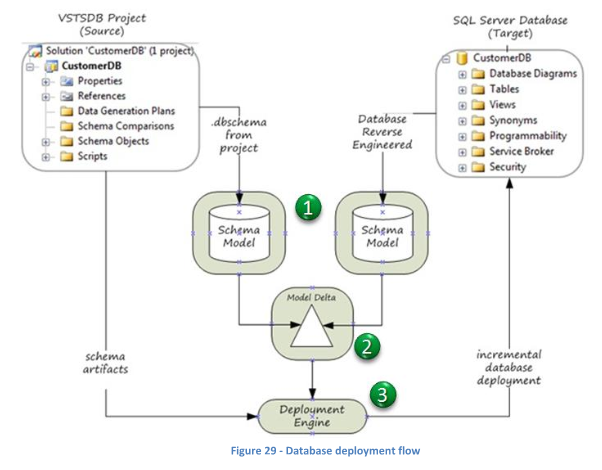 VSTSDB Project
(Source)
SQL Server Database
(Target)
Solution 'CustomerDB' (1 project)
CustomerDB
Properties
References
Data Generation Plans
Schema Comparisons
Schema Objects
Scripts
CustomerDB
Database Diagrams
Tables
Views
Synonyms
Programmability
Service Broker
Security
.dbschema
from
project
Database
Reverse
Engineered
1
Schema
Model
Schema
Model
Model Delta
2
schema
artifacts
incremental
database
deployment
3
Deployment
Engine
Figure 29 - Database deployment flow